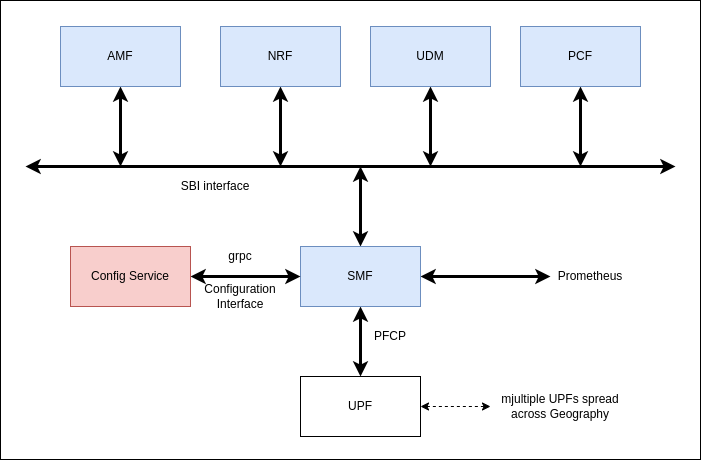 AMF
NRF
UDM
PCF
SBI interface
grpc
Config Service
Configuration
Interface
SMF
Prometheus
PFCP
UPF
mjultiple UPFs spread
across Geography